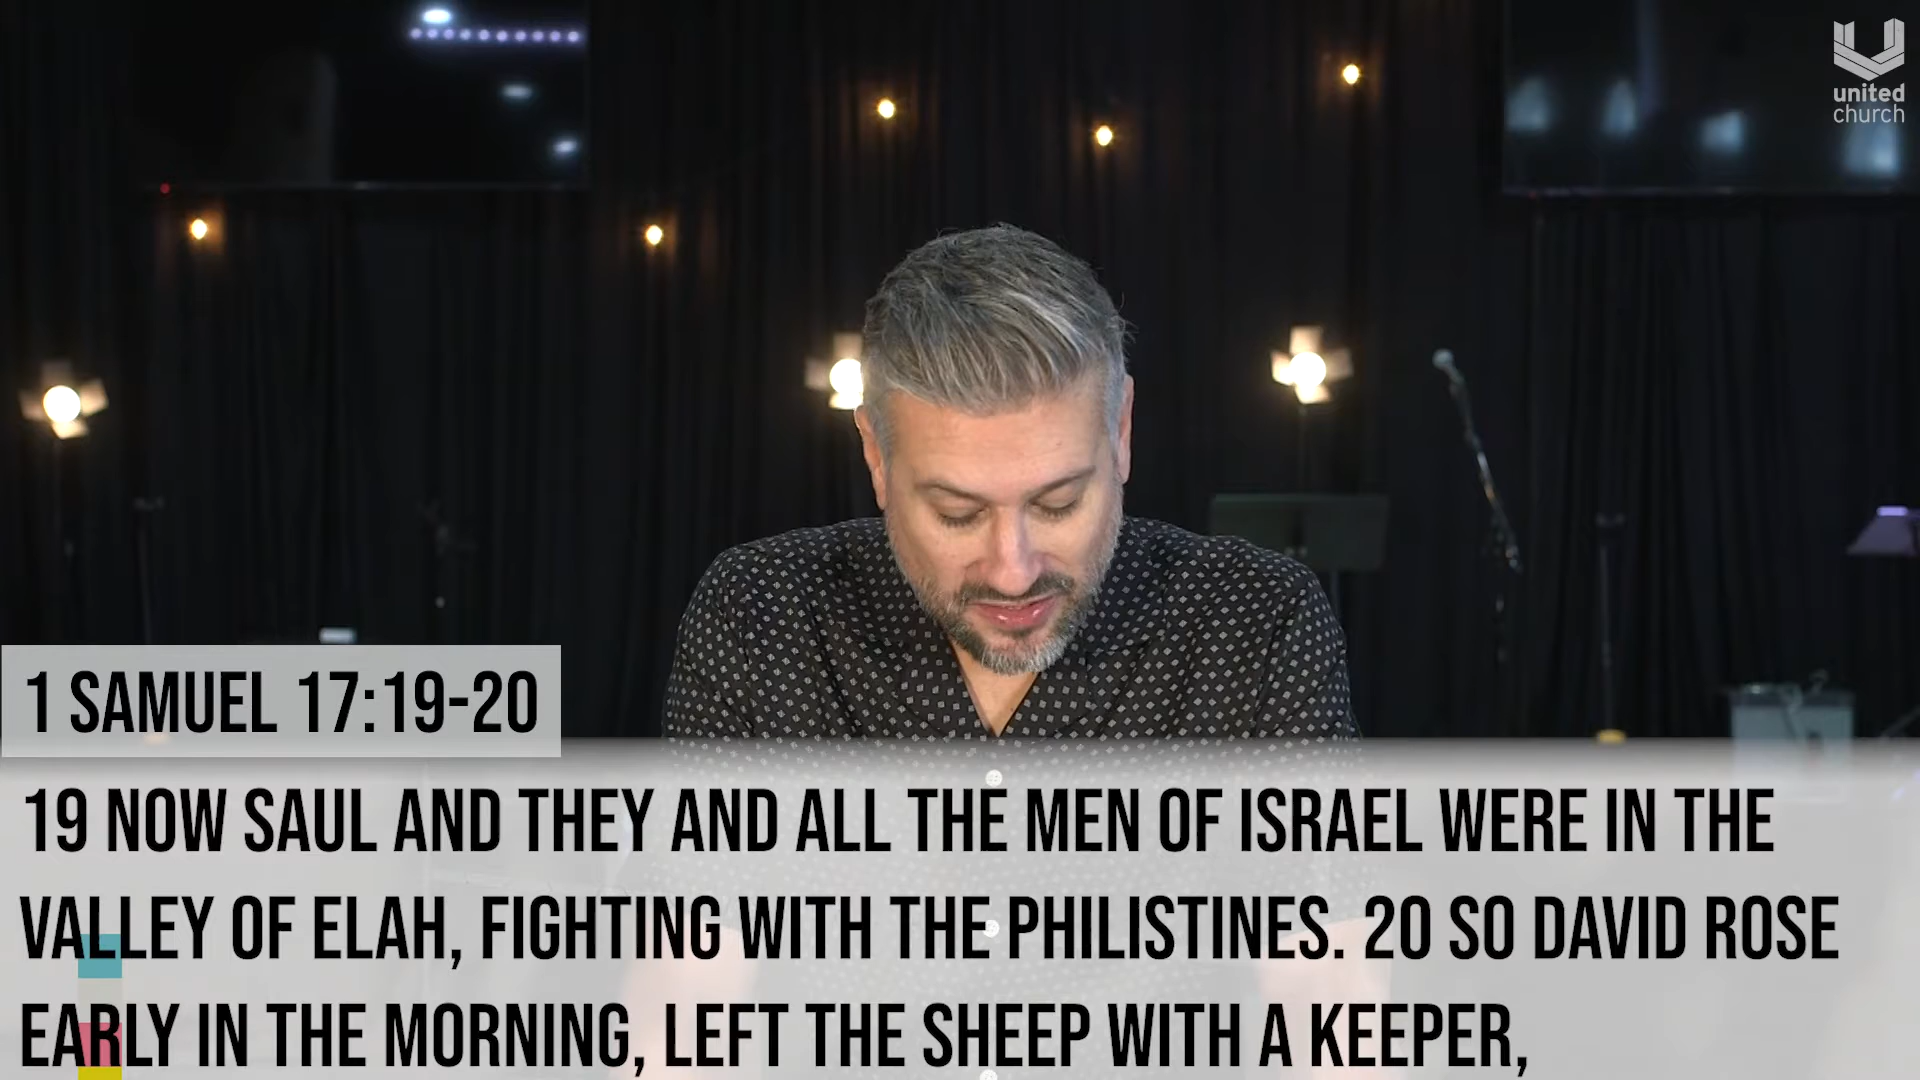 united
church
1 SAMUEL 17:19-20
19 NOW SAUL AND THEY AND ALL THE MEN OF ISRAEL WERE IN THE
VALLEY OF ELAH, FIGHTING WITH THE PHILISTINES. 20 SO DAVID ROSE
EARLY IN THE MORNING, LEFT THE SHEEP WITH A KEEPER,